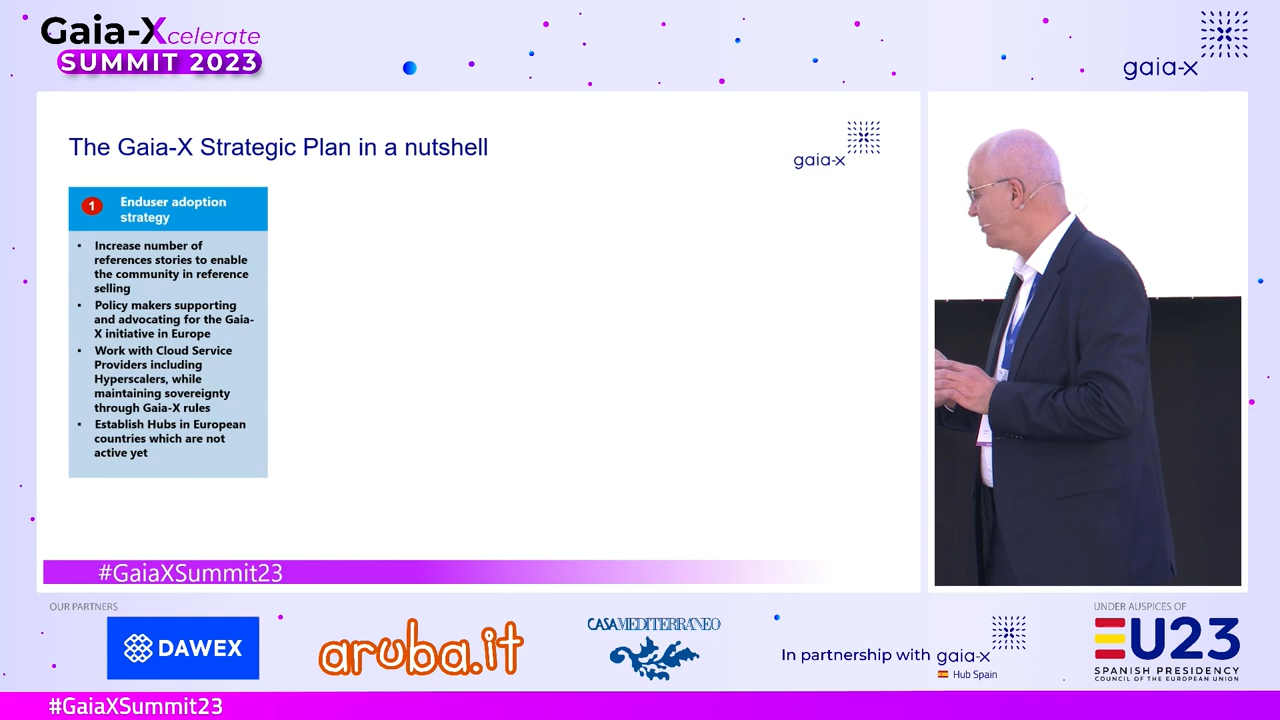 Gaia-Xcelerate
SUMMIT 2023
gaia-x
The Gaia-X Strategic Plan in a nutshell
gaia-x
1
Enduser adoption
strategy
▪ Increase number of
references stories to enable
the community in reference
selling
▪ Policy makers supporting
and advocating for the Gaia-
X initiative in Europe
▪ Work with Cloud Service
Providers including
Hyperscalers, while
maintaining sovereignty
through Gaia-X rules
▪ Establish Hubs in European
countries which are not
active yet
#GaiaXSummit23
OUR PARTNERS
DAWEX
aruba.it
CASAMEDITERRANEO
In partnership with gaia-x
Hub Spain
UNDER AUSPICES OF
EU23
SPANISH PRESIDENCY
COUNCIL OF THE EUROPEAN UNION
#GaiaXSummit23